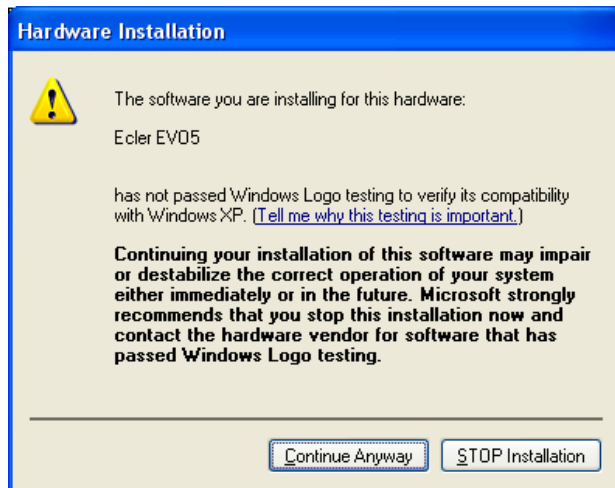 Hardware Installation
The software you are installing for this hardware:
Ecler EVO5
has not passed Windows Logo testing to verify its compatibility
with Windows XP. (Tell me why this testing is important.)
Continuing your installation of this software may impair
or destabilize the correct operation of your system
either immediately or in the future. Microsoft strongly
recommends that you stop this installation now and
contact the hardware vendor for software that has
passed Windows Logo testing.
Continue Anyway
STOP Installation